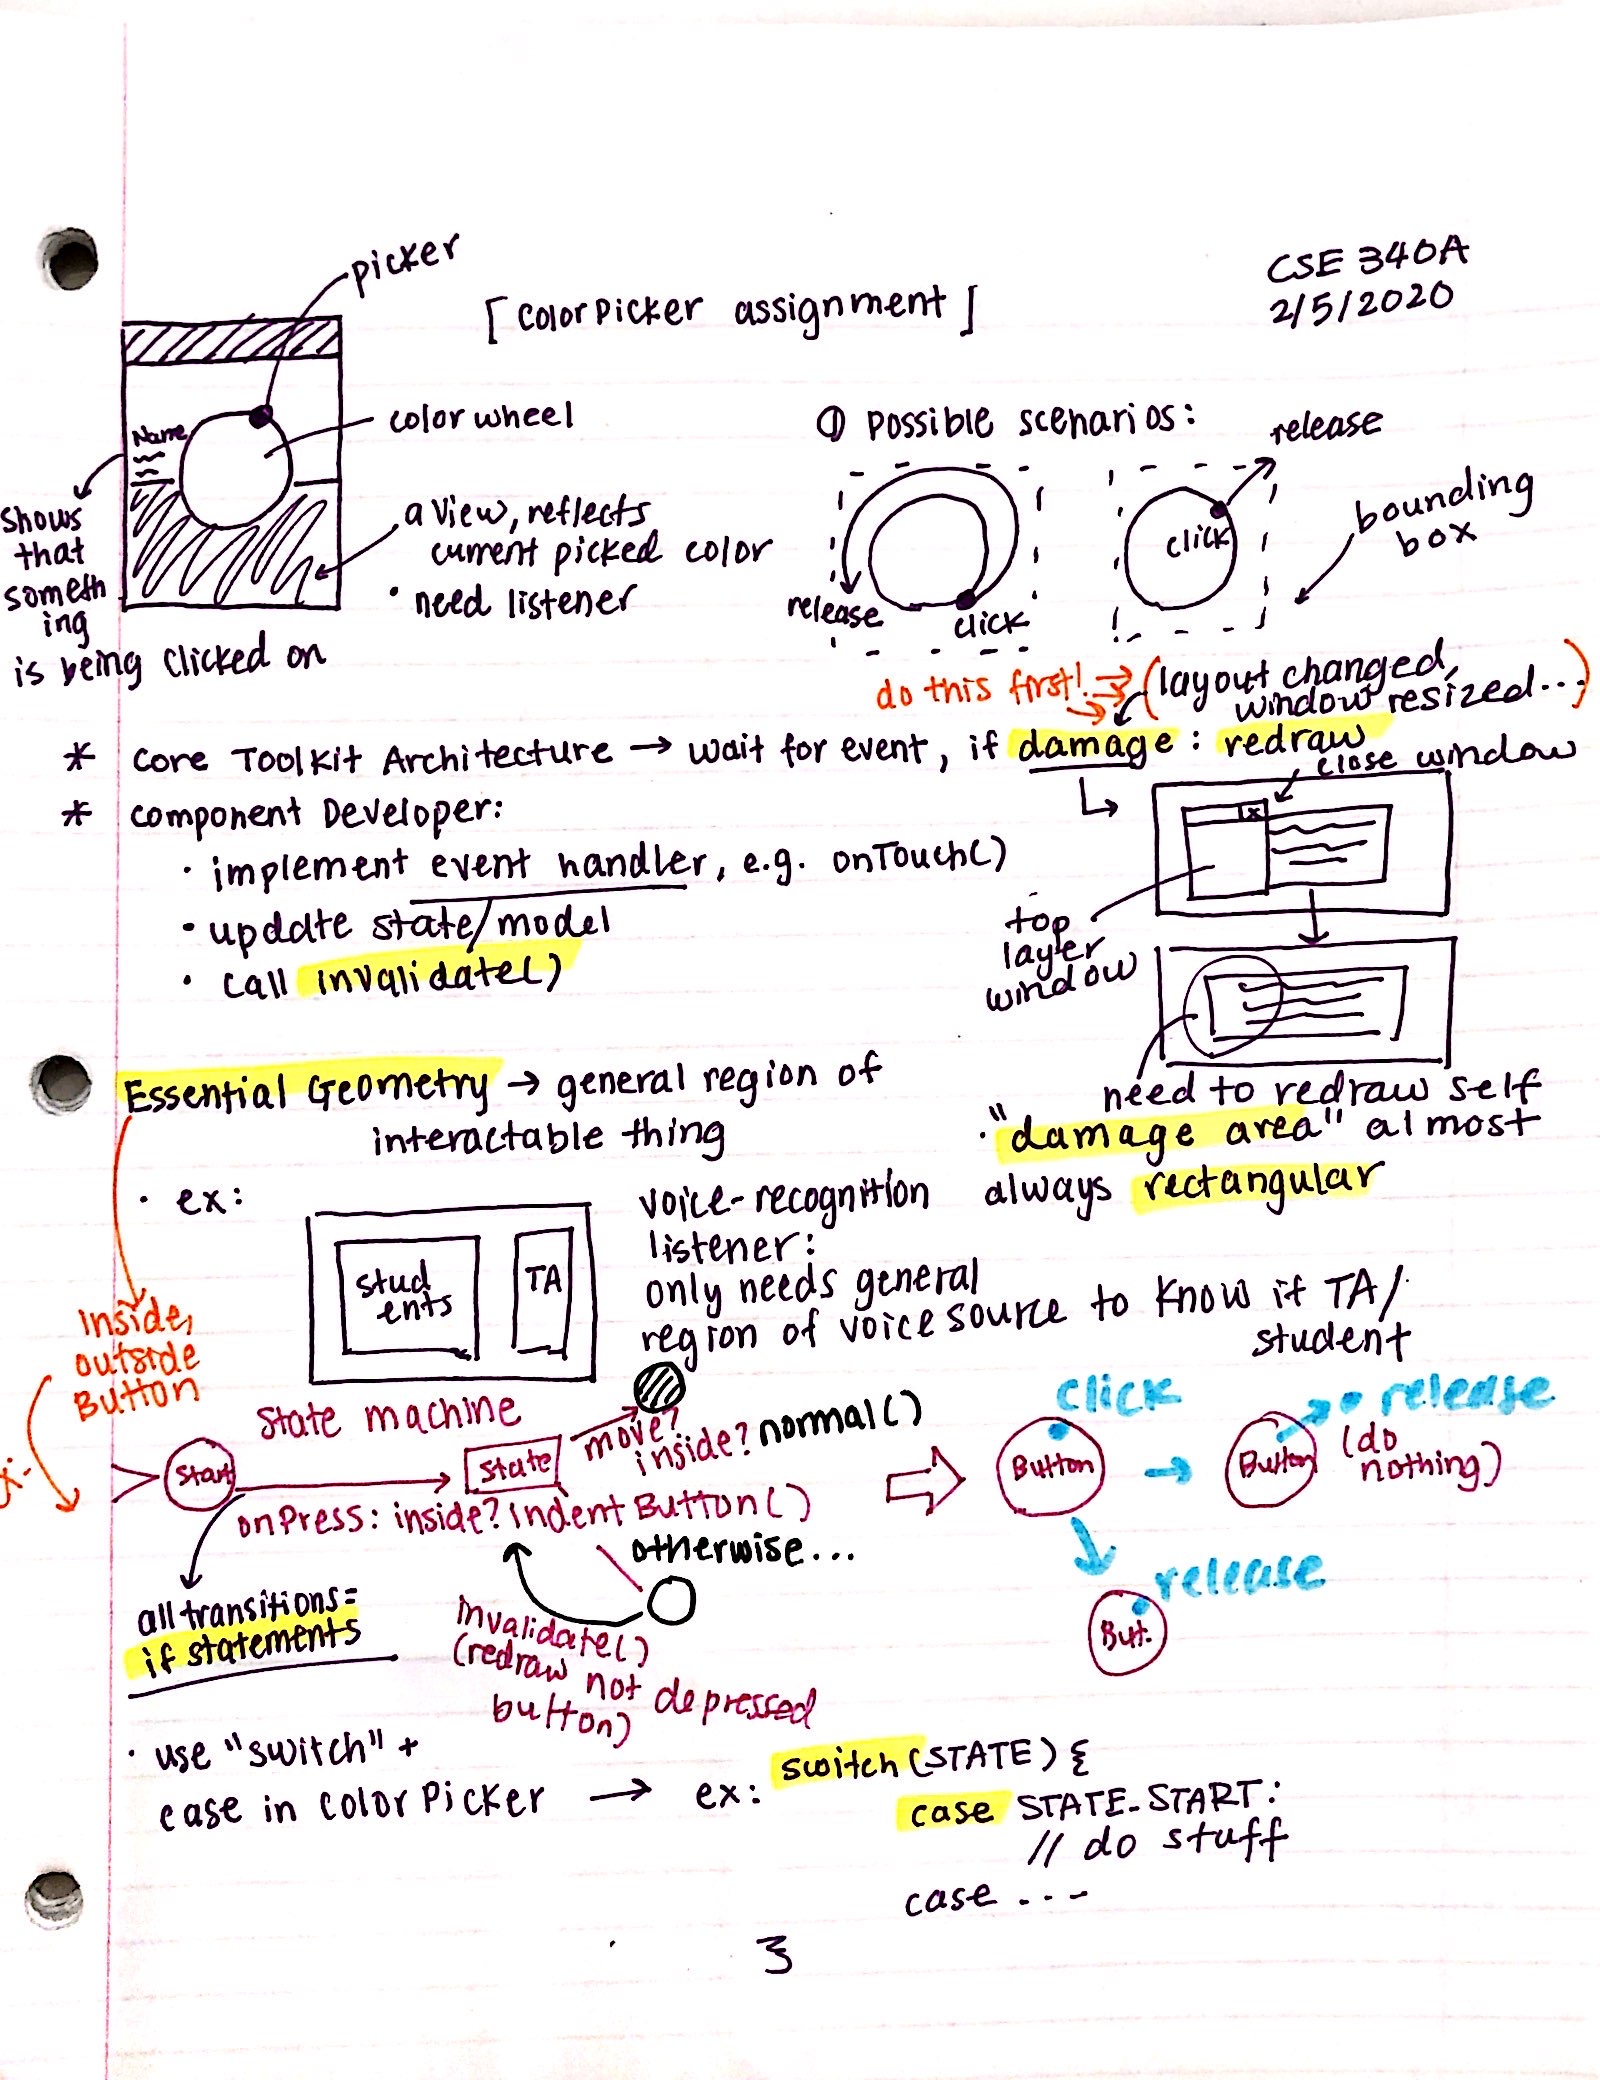 CSE 340A
2/5/2020
[ColorPicker assignment]
picker
Name
color wheel
a View, reflects
current picked color
· need listener
shows
that
someth
ing
is being clicked on
① Possible scenarios:
release
click
release
click
bounding
box
do this first! → (layout changed,
window resized...)
* Core Toolkit Architecture → wait for event, if damage: redraw
close window
x
top
layer
window
* Component Developer:
· implement event handler, e.g. onTouch()
· update state/model
· call invalidate()
need to redraw self
· "damage area" almost
always rectangular
Essential Geometry → general region of
interactable thing
· ex:
stud
ents
TA
voice-recognition
listener:
only needs general
region of voice source to know if TA/
student
Inside,
outside
Button
State machine
Start
State
move?
inside? normal()
onPress: inside? Indent Button()
otherwise...
invalidate()
(redraw not depressed
button)
all transitions =
if statements
click
Button
→
Button
release
(do
nothing)
release
But.
· use "switch" +
case in ColorPicker → ex: switch (STATE) {
case STATE_START:
// do stuff
case ...
3